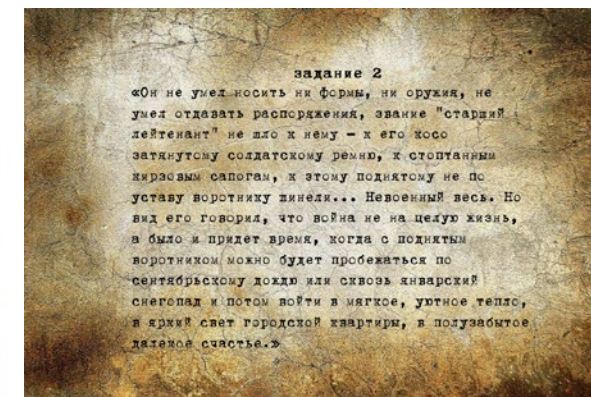 задание 2
«Он не умел носить ни формы, ни оружия, не
умел отдавать распоряжения, звание "старший
лейтенант" не шло к нему - к его косо
затянутому солдатскому ремню, к стоптанным
кирзовым сапогам, к этому поднятому не по
уставу воротнику шинели... Невоенный весь. Но
вид его говорил, что война не на целую жизнь,
а было и придет время, когда с поднятым
воротником можно будет пробежаться по
сентябрьскому дождю или сквозь январский
снегопад и потом войти в мягкое, уютное тепло,
в яркий свет городской квартиры, в полузабытое
далекое счастье.»